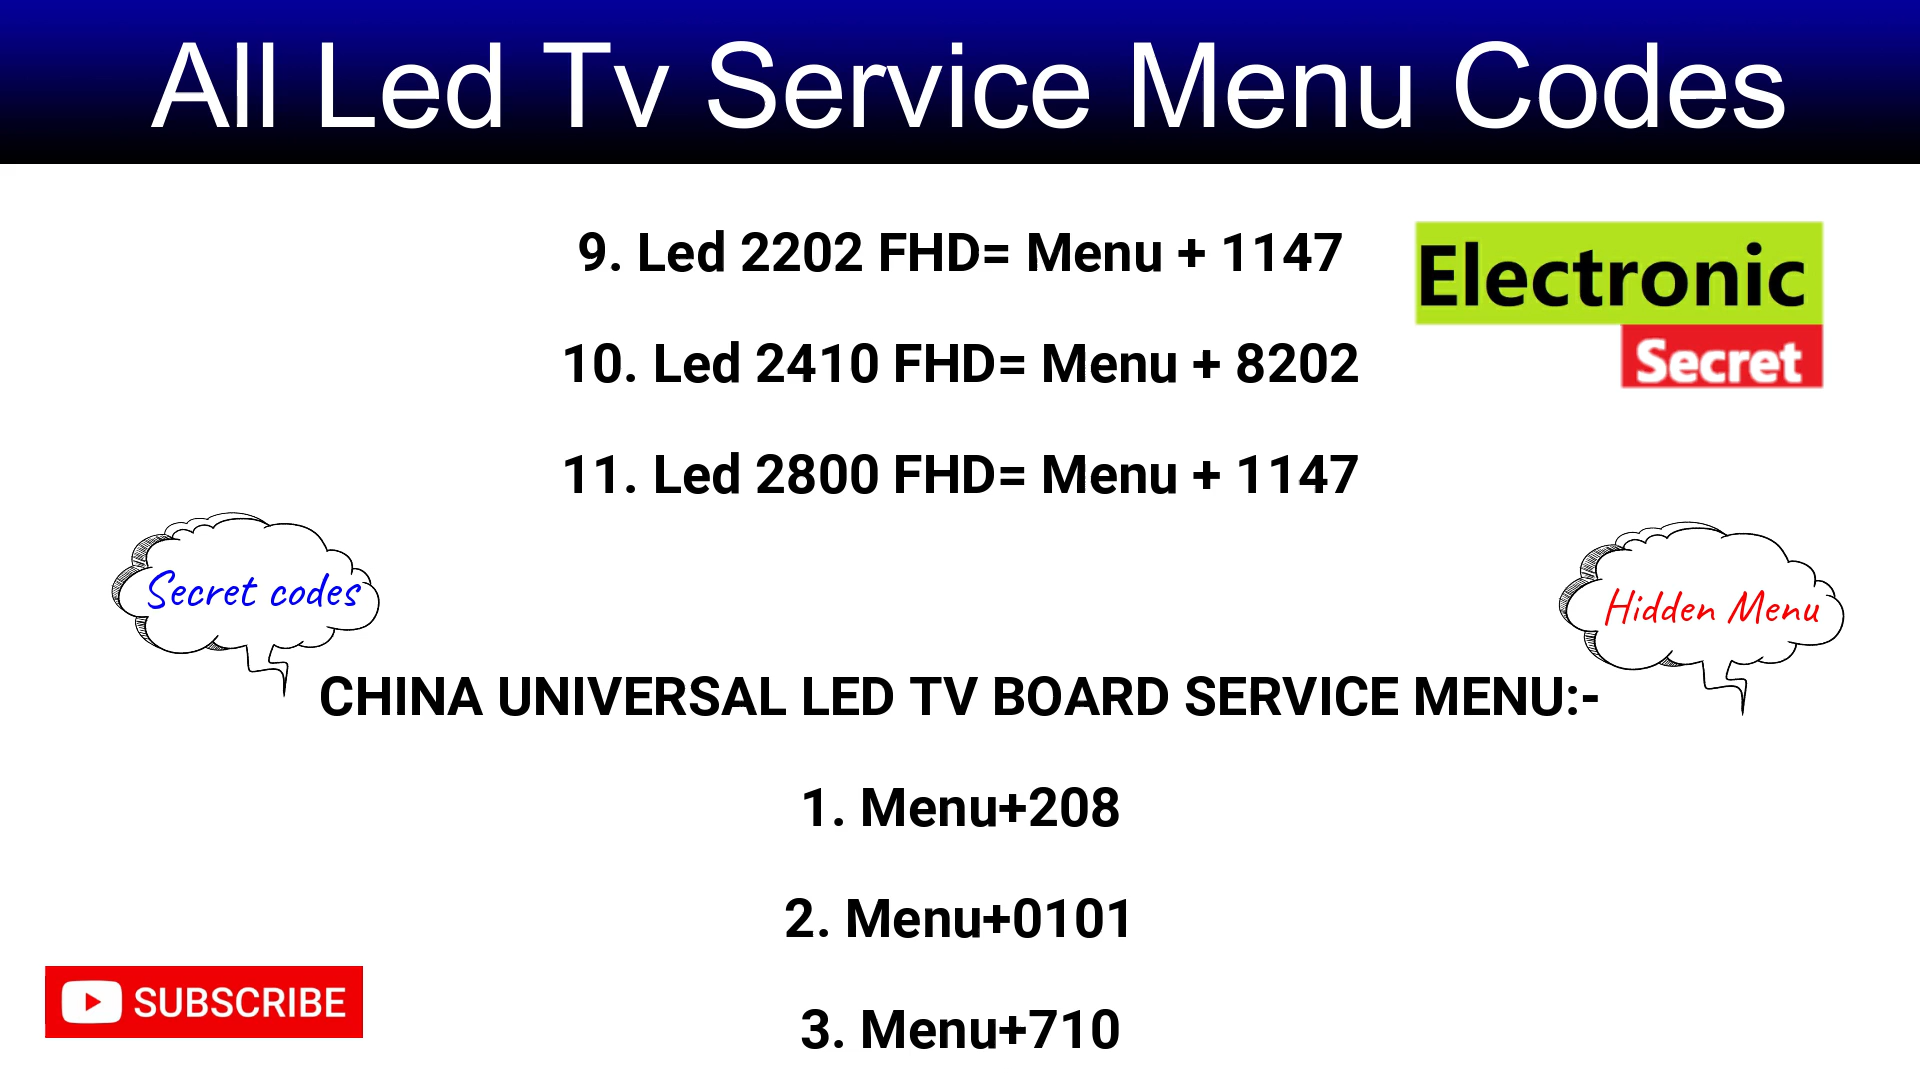 All Led Tv Service Menu Codes
9. Led 2202 FHD= Menu + 1147
Electronic
Secret
10. Led 2410 FHD= Menu + 8202
11. Led 2800 FHD= Menu + 1147
Secret codes
Hidden Menu
CHINA UNIVERSAL LED TV BOARD SERVICE MENU:-
1. Menu+208
2. Menu+0101
SUBSCRIBE
3. Menu+710